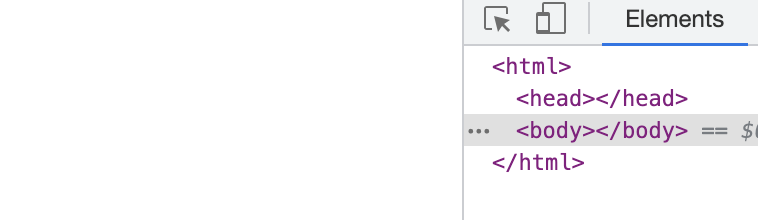 Elements
<html>
<head></head>
<body></body> == 
</html>